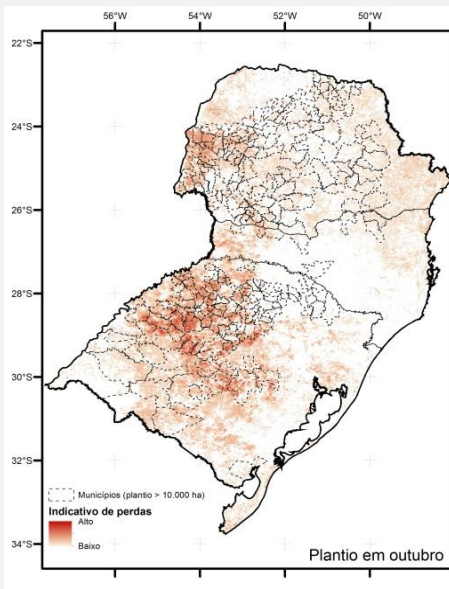 56°W 54°W 52°W 50°W
22°S
24°S
26°S
28°S
30°S
32°S
34°S
Municípios (plantio > 10.000 ha)
Indicativo de perdas
Alto
Baixo
Plantio em outubro